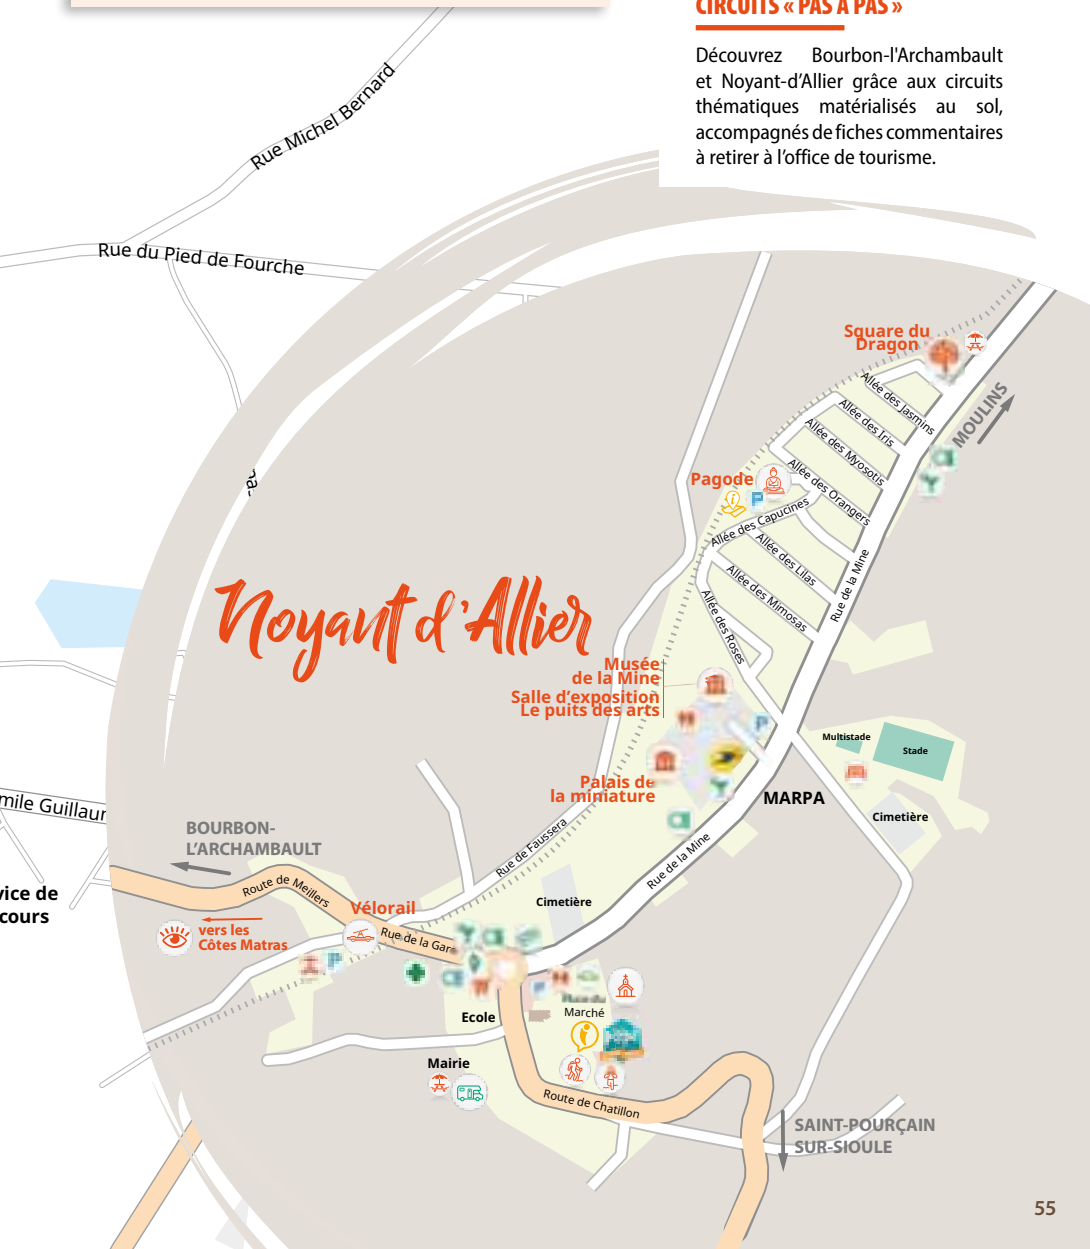 CIRCUITS « PAS À PAS »
Découvrez Bourbon-l'Archambault
et Noyant-d’Allier grâce aux circuits
thématiques matérialisés au sol,
accompagnés de fiches commentaires
à retirer à l’office de tourisme.
Rue Michel Bernard
Rue du Pied de Fourche
Square du
Dragon
Allée des Jasmins
Allée des Iris
Allée des Myosotis
Allée des Orangers
MOULINS
Pagode
P
Allée des Capucines
Allée des Lilas
Allée des Mimosas
Allée des Roses
Rue de la Mine
Noyant d’Allier
Musée
de la Mine
Salle d’exposition
Le puits des arts
P
Multistade
Stade
Palais de
la miniature
MARPA
Cimetière
mile Guillaur
BOURBON-
L’ARCHAMBAULT
Rue de Faussera
Rue de la Mine
Route de Meillers
vice de
cours
Cimetière
Vélorail
vers les
Côtes Matras
Rue de la Gare
P
P
Ecole
Marché
Mairie
Route de Chatillon
SAINT-POURÇAIN
SUR-SIOULE
55